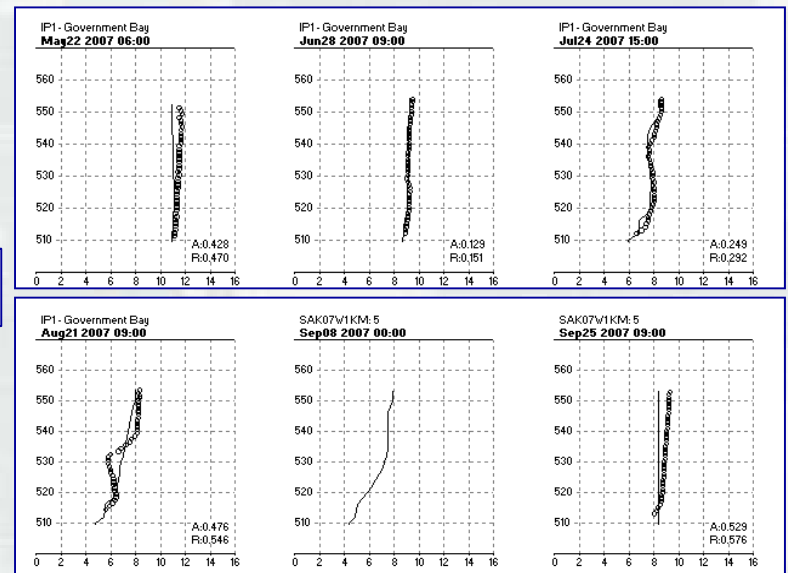 IP1 - Government Bay
May22 2007 06:00
560
550
540
530
520
510
A:0.428
R:0.470
0 2 4 6 8 10 12 14 16
IP1 - Government Bay
Jun28 2007 09:00
560
550
540
530
520
510
A:0.129
R:0.151
0 2 4 6 8 10 12 14 16
IP1 - Government Bay
Jul24 2007 15:00
560
550
540
530
520
510
A:0.249
R:0.292
0 2 4 6 8 10 12 14 16
IP1 - Government Bay
Aug21 2007 09:00
560
550
540
530
520
510
A:0.476
R:0.546
0 2 4 6 8 10 12 14 16
SAK07W1KM: 5
Sep08 2007 00:00
560
550
540
530
520
510
0 2 4 6 8 10 12 14 16
SAK07W1KM: 5
Sep25 2007 09:00
560
550
540
530
520
510
A:0.529
R:0.576
0 2 4 6 8 10 12 14 16